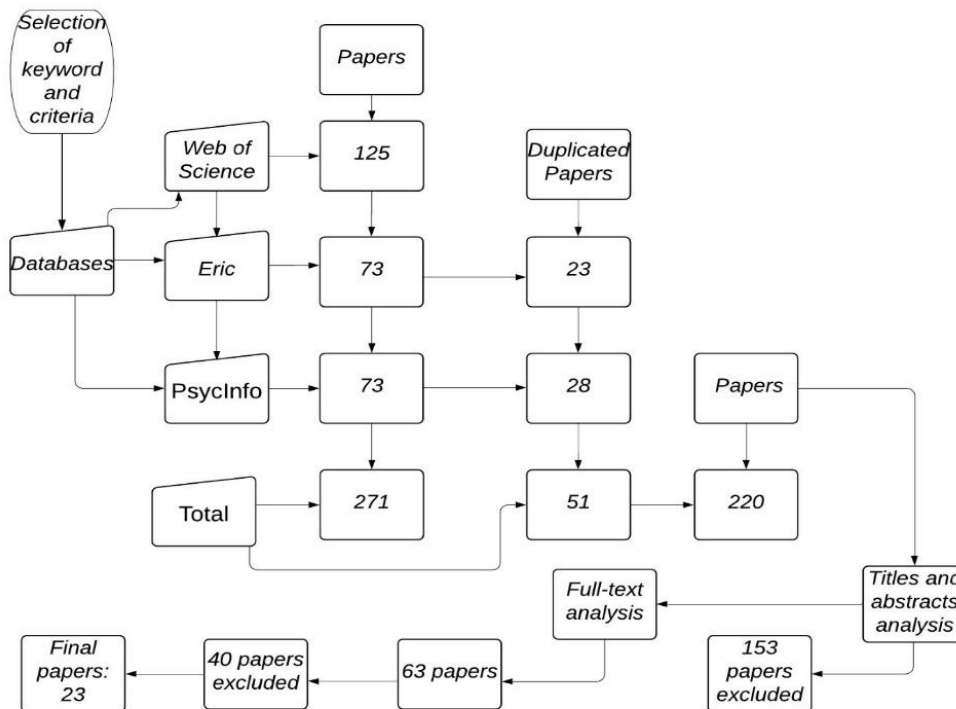 Selection
of
keyword
and
criteria
Papers
Web of
Science
125
Duplicated
Papers
Databases
Eric
73
23
PsycInfo
73
28
Papers
Total
271
51
220
Full-text
analysis
Titles and
abstracts
analysis
Final
papers:
23
40 papers
excluded
63 papers
153
papers
excluded